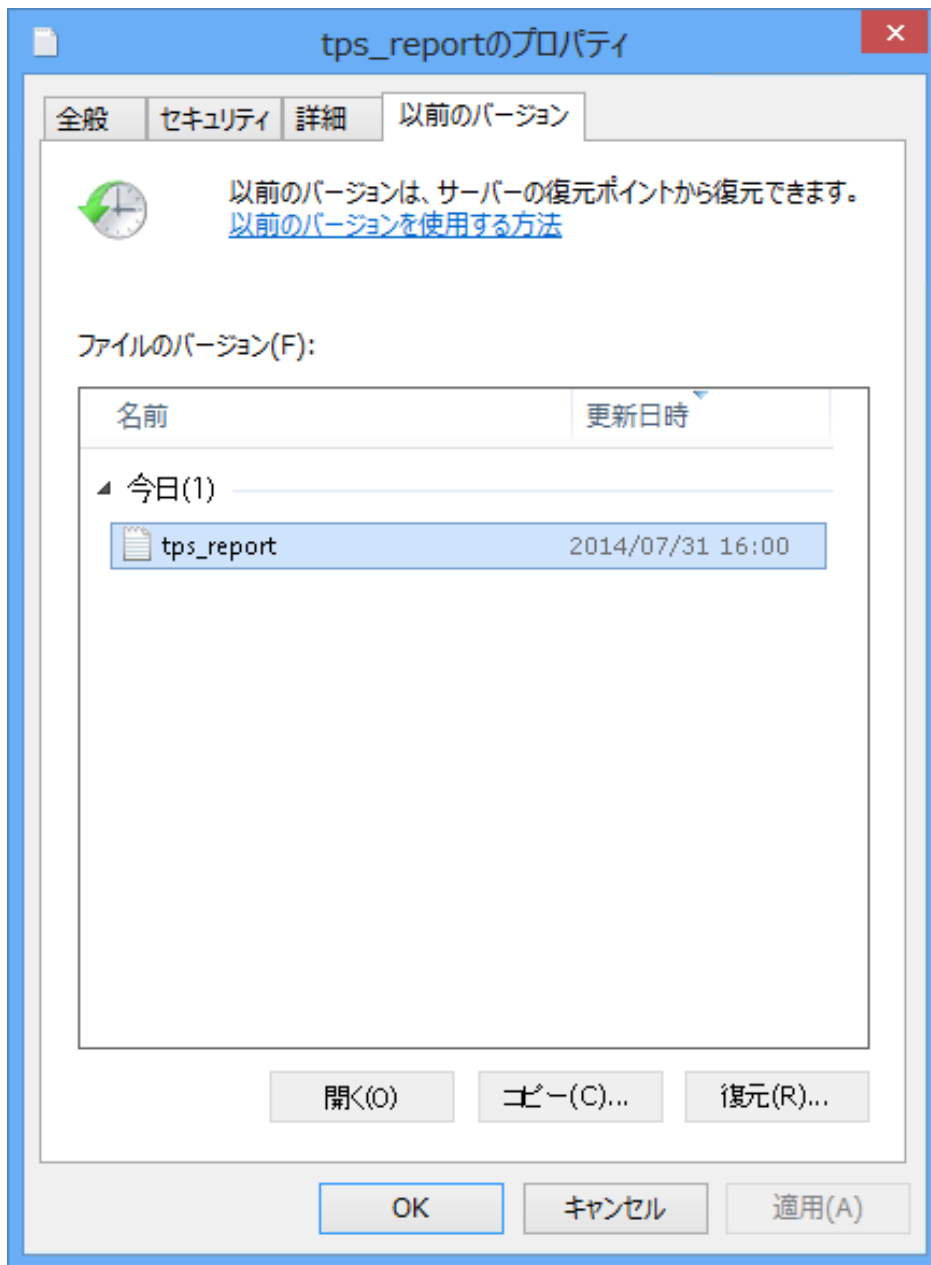 tps_reportのプロパティ
全般 セキュリティ 詳細 以前のバージョン
以前のバージョンは、サーバーの復元ポイントから復元できます。
以前のバージョンを使用する方法
ファイルのバージョン(F):
名前 更新日時
今日(1)
tps_report 2014/07/31 16:00
開く(O) コピー(C)... 復元(R)...
OK キャンセル 適用(A)